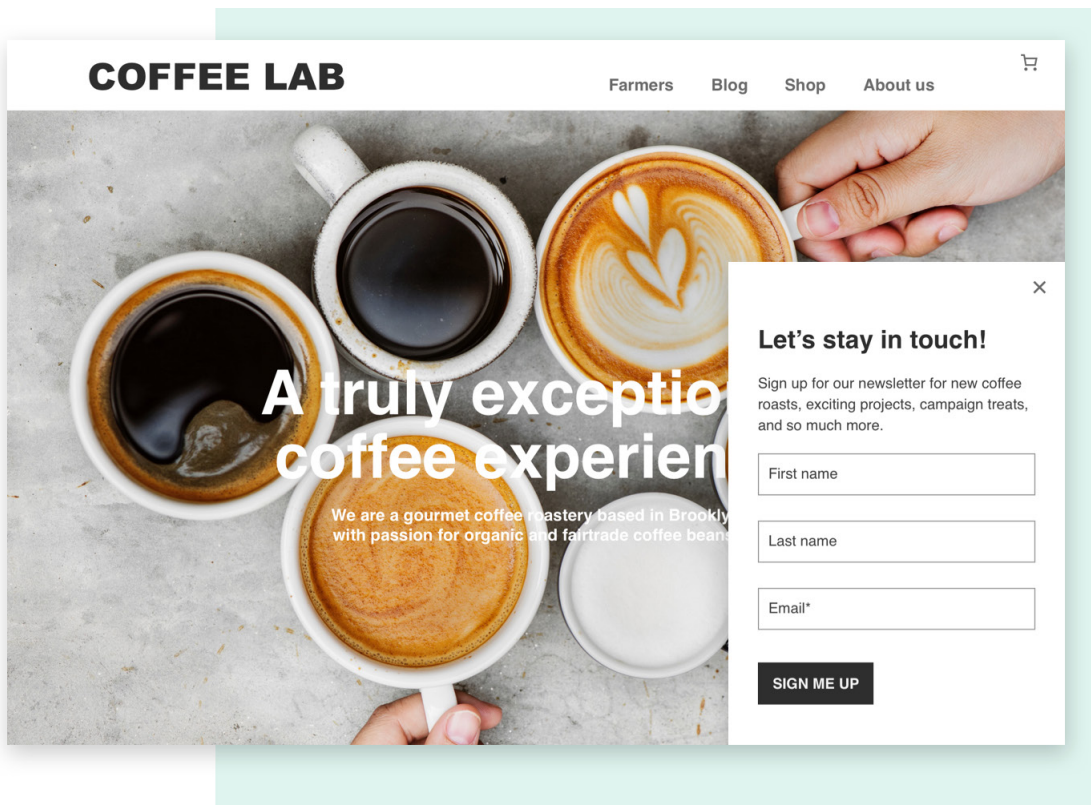 COFFEE LAB
Farmers Blog Shop About us
A truly exceptio
coffee experien
We are a gourmet coffee roastery based in Brookly
with passion for organic and fairtrade coffee beans
Let's stay in touch!
Sign up for our newsletter for new coffee
roasts, exciting projects, campaign treats,
and so much more.
First name
Last name
Email*
SIGN ME UP